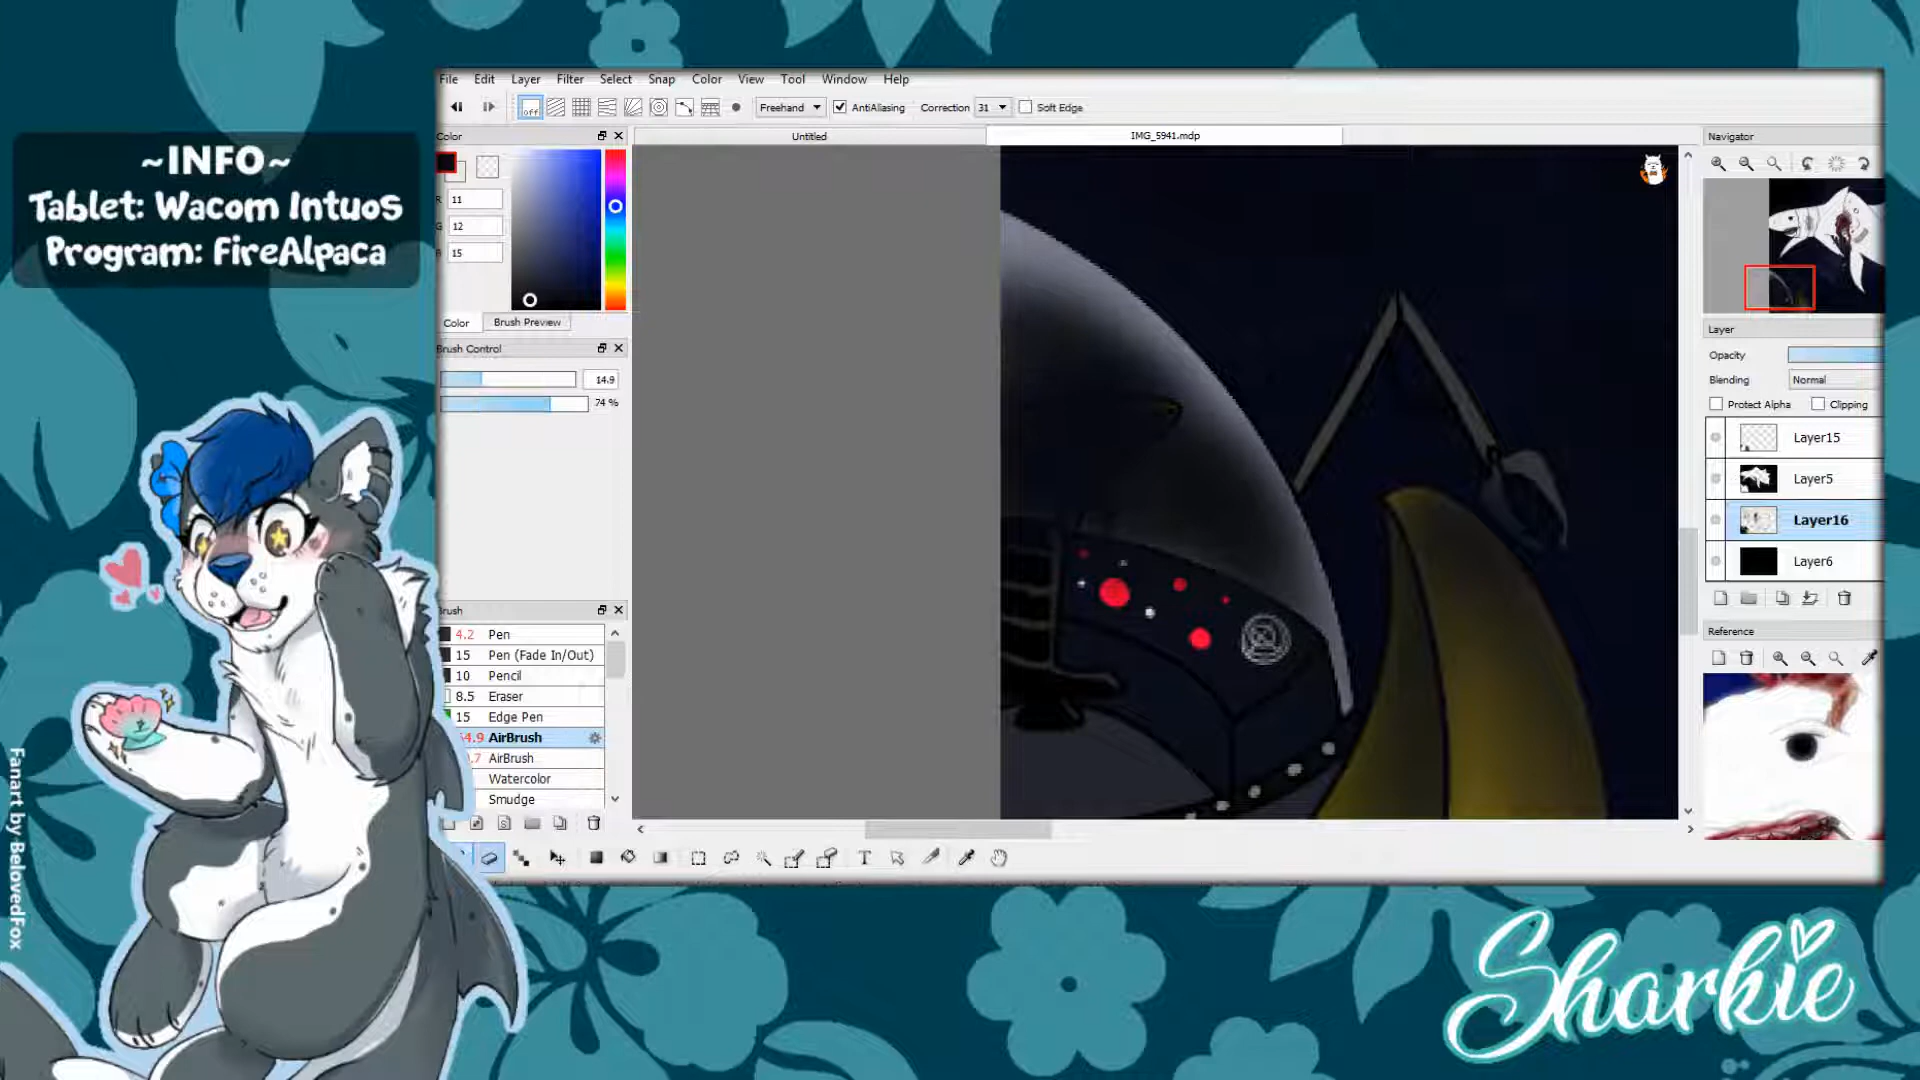 ~INFO~
Tablet: Wacom Intuos
Program: FireAlpaca
File Edit Layer Filter Select Snap Color View Tool Window Help
off Freehand AntiAliasing Correction 31 Soft Edge
Color
Untitled
IMG_5941.mdp
Navigator
R 11
G 12
15
Color Brush Preview
Brush Control
14.9
74 %
Layer
Opacity
Blending Normal
Protect Alpha Clipping
Layer15
Layer5
Layer16
Layer6
Reference
Brush
4.2 Pen
15 Pen (Fade In/Out)
10 Pencil
8.5 Eraser
15 Edge Pen
AirBrush
AirBrush
Watercolor
Smudge
Fanart by BelovedFox
Sharkie